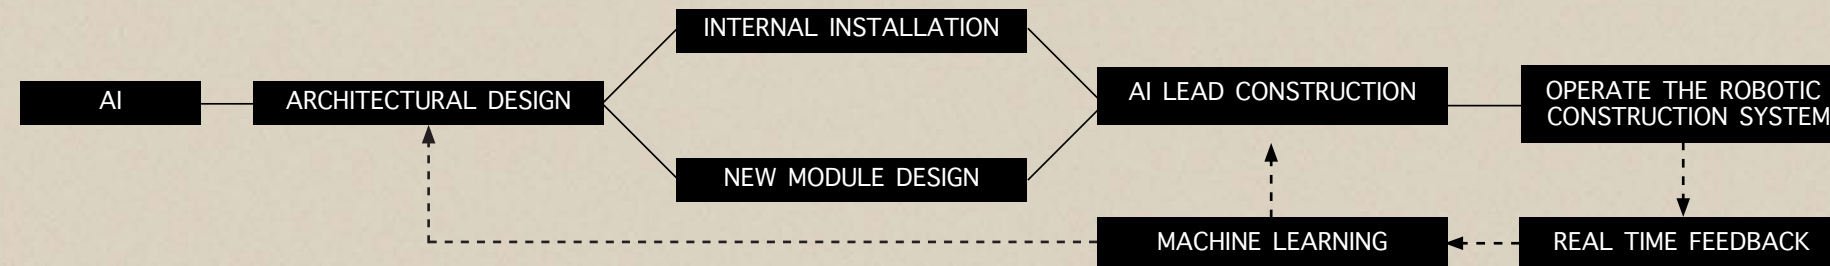 INTERNAL INSTALLATION
AI
ARCHITECTURAL DESIGN
AI LEAD CONSTRUCTION
OPERATE THE ROBOTIC
CONSTRUCTION SYSTEM
NEW MODULE DESIGN
MACHINE LEARNING
REAL TIME FEEDBACK